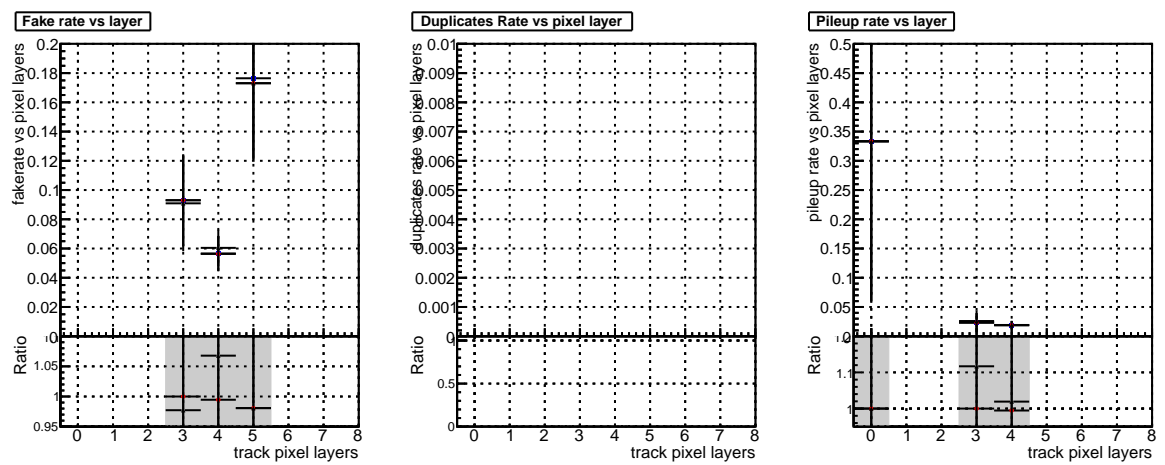 Fake rate vs layer
fakerate vs pixel layers
0.2
0.18
0.16
0.14
0.12
0.1
0.08
0.06
0.04
0.02
0
Ratio
1.05
1
0.95
0 1 2 3 4 5 6 7 8
track pixel layers
Duplicates Rate vs pixel layer
duplicates rate vs pixel layers
0.01
0.009
0.008
0.007
0.006
0.005
0.004
0.003
0.002
0.001
0
1
0.5
0
0 1 2 3 4 5 6 7 8
track pixel layers
Pileup rate vs layer
pileup rate vs pixel layers
0.5
0.45
0.4
0.35
0.3
0.25
0.2
0.15
0.1
0.05
0
Ratio
1.1
1
0 1 2 3 4 5 6 7 8
track pixel layers